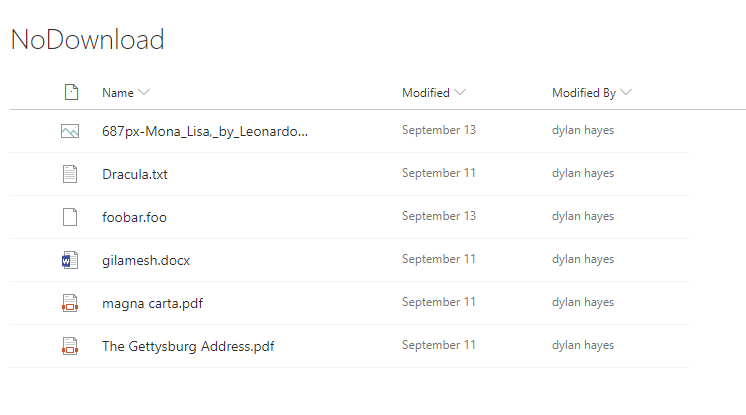 NoDownload
Name Modified Modified By
687px-Mona_Lisa,_by_Leonardo... September 13 dylan hayes
Dracula.txt September 11 dylan hayes
foobar.foo September 13 dylan hayes
gilamesh.docx September 11 dylan hayes
magna carta.pdf September 11 dylan hayes
The Gettysburg Address.pdf September 11 dylan hayes